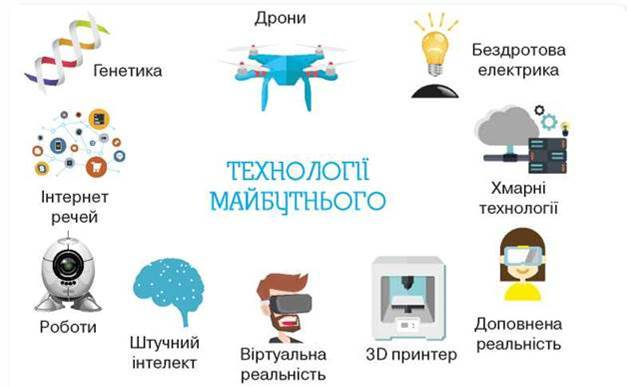 Дрони
Генетика
Бездротова
електрика
Інтернет
речей
ТЕХНОЛОГІЇ
МАЙБУТНЬОГО
Хмарні
технології
Роботи
Штучний
інтелект
Віртуальна
реальність
3D принтер
Доповнена
реальність